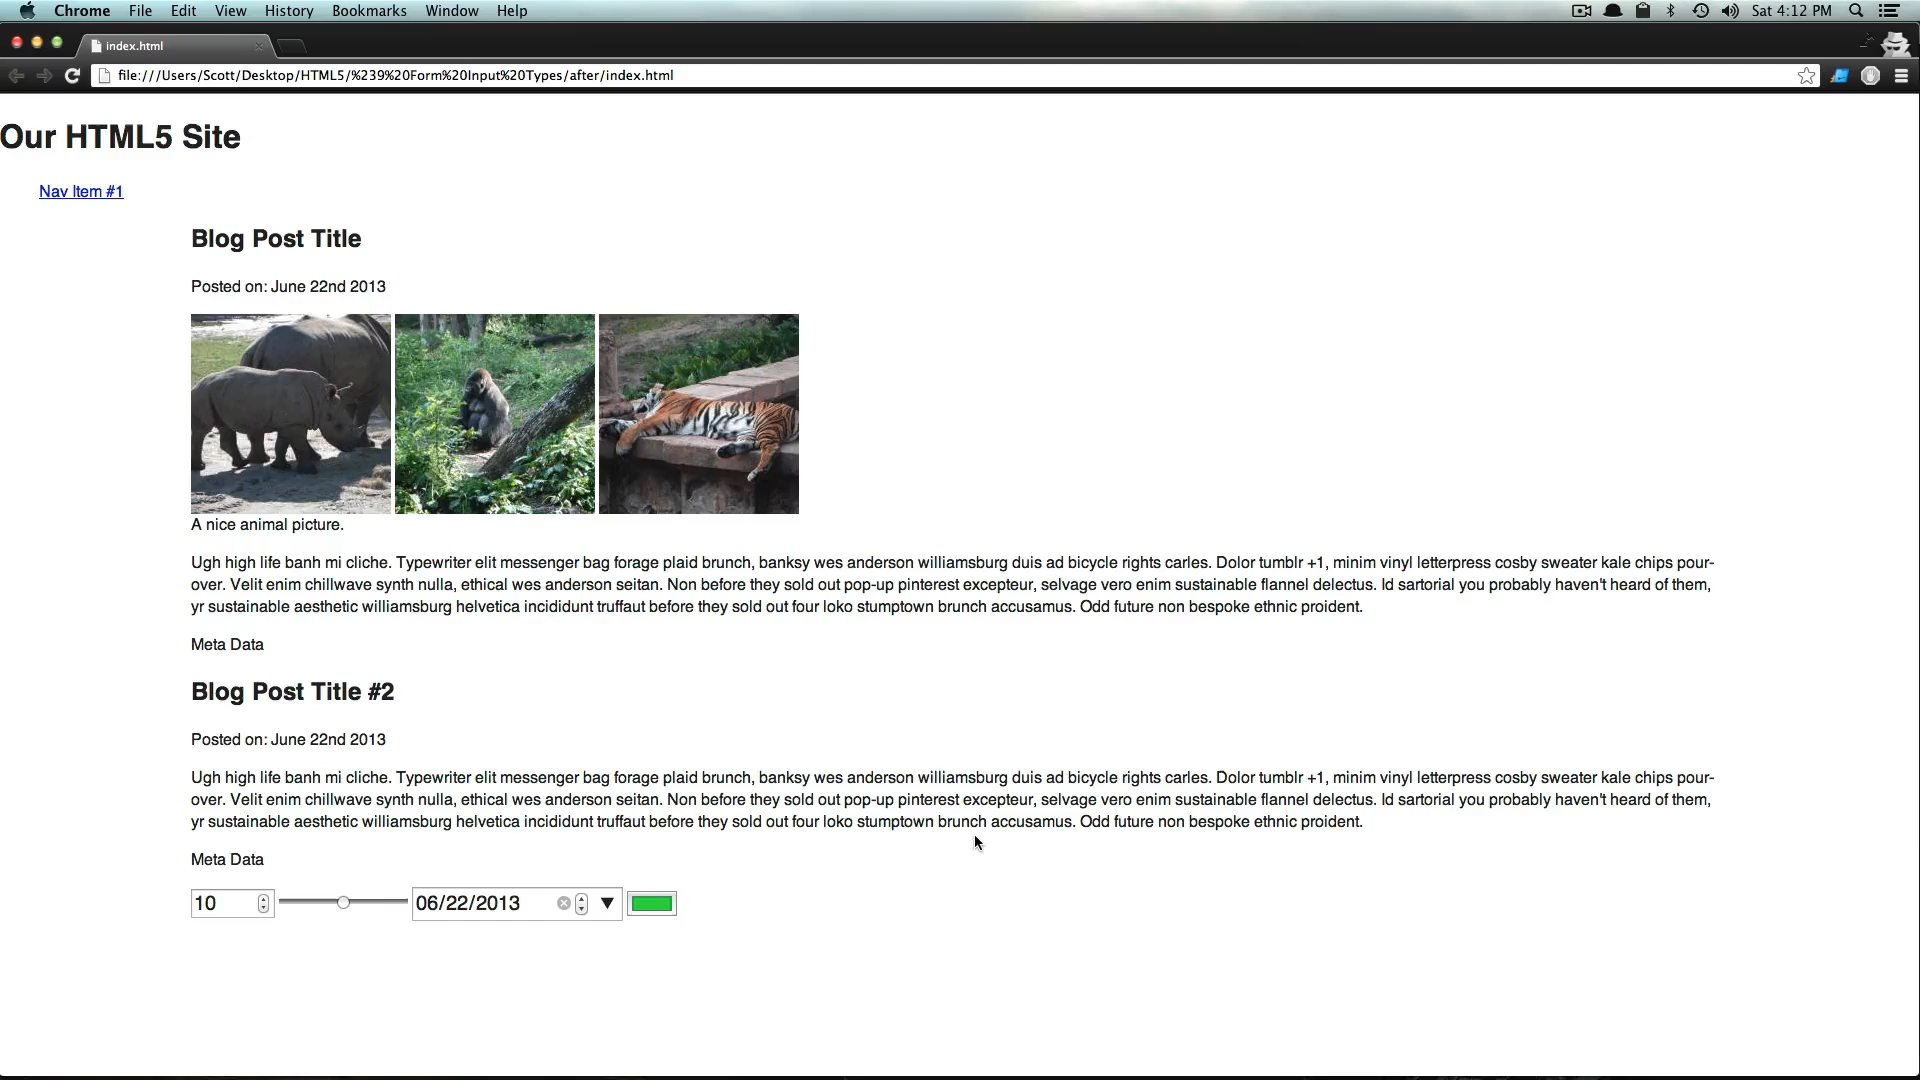 Chrome File Edit View History Bookmarks Window Help Sat 4:12 PM
index.html
file:///Users/Scott/Desktop/HTML5/%239%20Form%20Input%20Types/after/index.html
Our HTML5 Site
Nav Item #1
Blog Post Title
Posted on: June 22nd 2013
A nice animal picture.
Ugh high life banh mi cliche. Typewriter elit messenger bag forage plaid brunch, banksy wes anderson williamsburg duis ad bicycle rights carles. Dolor tumblr +1, minim vinyl letterpress cosby sweater kale chips pour-
over. Velit enim chillwave synth nulla, ethical wes anderson seitan. Non before they sold out pop-up pinterest excepteur, selvage vero enim sustainable flannel delectus. Id sartorial you probably haven't heard of them,
yr sustainable aesthetic williamsburg helvetica incididunt truffaut before they sold out four loko stumptown brunch accusamus. Odd future non bespoke ethnic proident.
Meta Data
Blog Post Title #2
Posted on: June 22nd 2013
Ugh high life banh mi cliche. Typewriter elit messenger bag forage plaid brunch, banksy wes anderson williamsburg duis ad bicycle rights carles. Dolor tumblr +1, minim vinyl letterpress cosby sweater kale chips pour-
over. Velit enim chillwave synth nulla, ethical wes anderson seitan. Non before they sold out pop-up pinterest excepteur, selvage vero enim sustainable flannel delectus. Id sartorial you probably haven't heard of them,
yr sustainable aesthetic williamsburg helvetica incididunt truffaut before they sold out four loko stumptown brunch accusamus. Odd future non bespoke ethnic proident.
Meta Data
10 06/22/2013